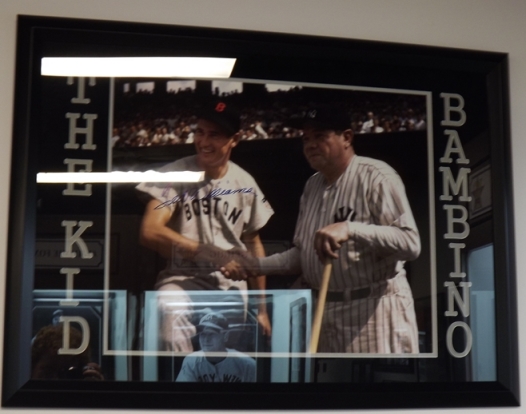 THE KID
BAMBINO
B
BOSTON